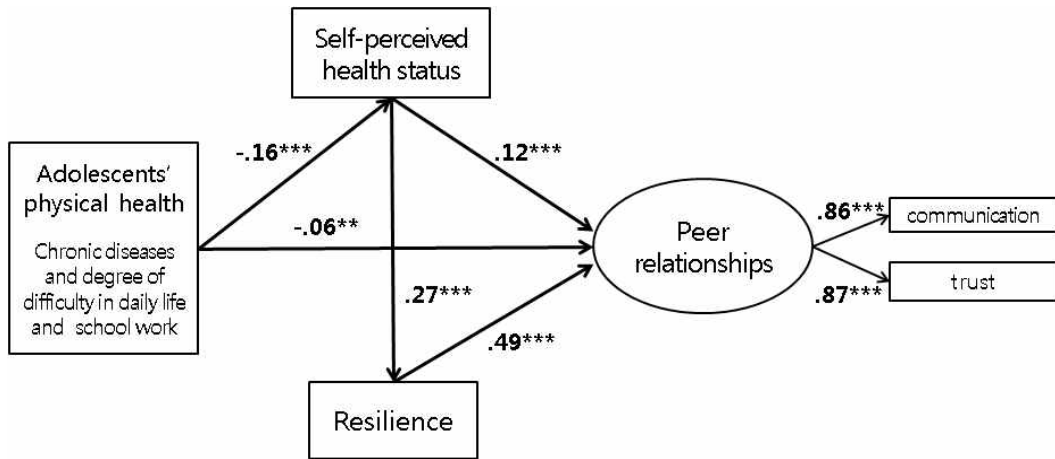 Self-perceived
health status
Adolescents'
physical health
Chronic diseases
and degree of
difficulty in daily life
and school work
-.16***
.12***
-.06**
.27***
.49***
Resilience
Peer
relationships
.86***
communication
.87***
trust